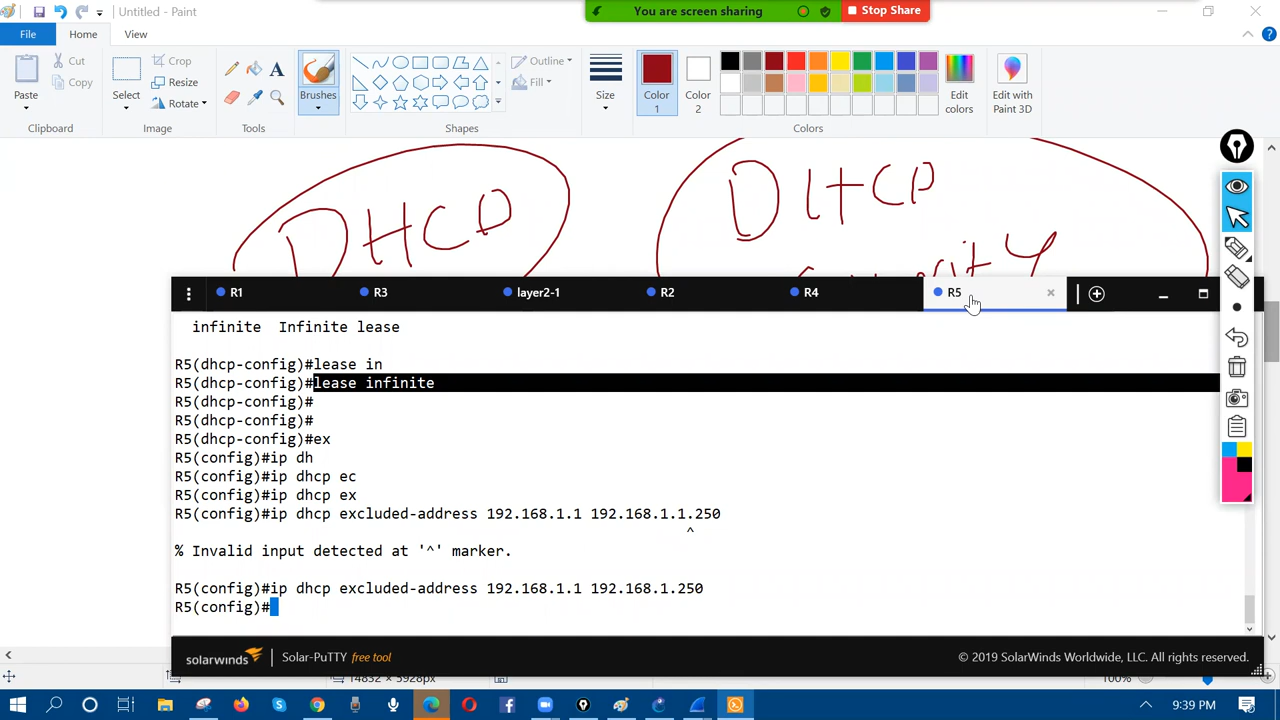 Untitled - Paint
You are screen sharing
Stop Share
File
Home
View
Paste
Cut
Copy
Clipboard
Select
Crop
Resize
Rotate
Image
A
Tools
Brushes
Outline
Fill
Shapes
Size
Color 1
Color 2
Edit colors
Colors
Edit with Paint 3D
DHCP
DHCP
R1
R3
layer2-1
R2
R4
R5
infinite  Infinite lease
R5(dhcp-config)#lease in
R5(dhcp-config)#lease infinite
R5(dhcp-config)#
R5(dhcp-config)#
R5(dhcp-config)#ex
R5(config)#ip dh
R5(config)#ip dhcp ec
R5(config)#ip dhcp ex
R5(config)#ip dhcp excluded-address 192.168.1.1 192.168.1.1.250
^
% Invalid input detected at '^' marker.
R5(config)#ip dhcp excluded-address 192.168.1.1 192.168.1.250
R5(config)#
solarwinds
Solar-PuTTY free tool
© 2019 SolarWinds Worldwide, LLC. All rights reserved.
100%
9:39 PM